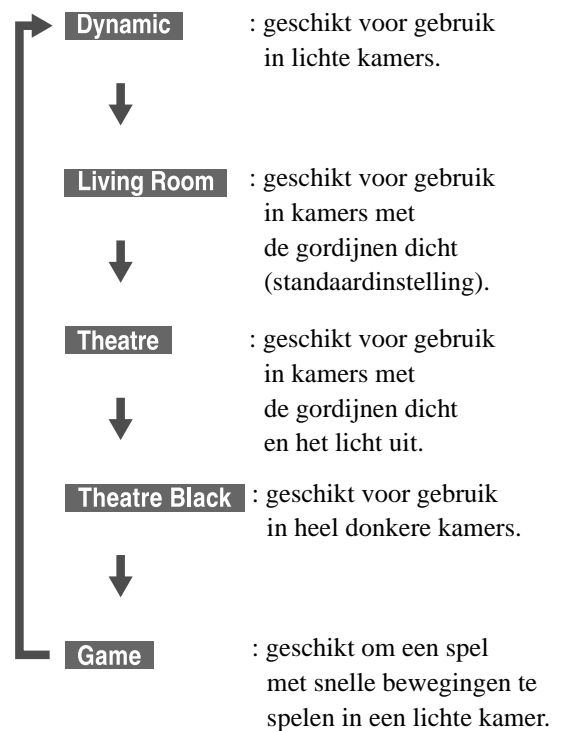 Dynamic : geschikt voor gebruik
in lichte kamers.
Living Room : geschikt voor gebruik
in kamers met
de gordijnen dicht
(standaardinstelling).
Theatre : geschikt voor gebruik
in kamers met
de gordijnen dicht
en het licht uit.
Theatre Black : geschikt voor gebruik
in heel donkere kamers.
Game : geschikt om een spel
met snelle bewegingen te
spelen in een lichte kamer.